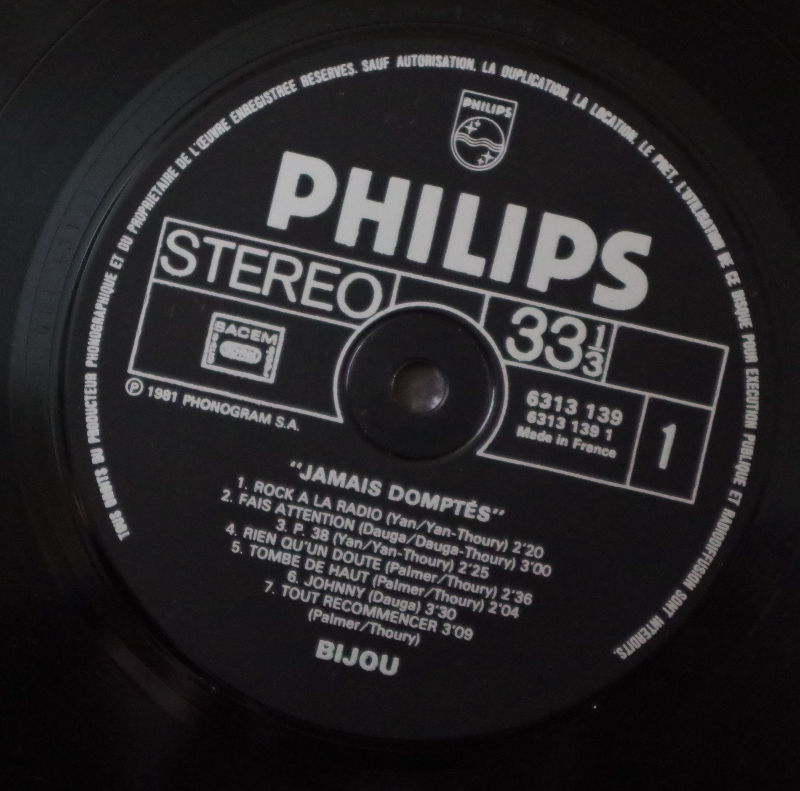 TOUS DROITS DU PRODUCTEUR PHONOGRAPHIQUE ET DU PROPRIETAIRE DE L'ŒUVRE ENREGISTREE RESERVES. SAUF AUTORISATION, LA DUPLICATION, LA LOCATION, LE PRET, L'UTILISATION DE CE DISQUE POUR EXECUTION PUBLIQUE ET RADIODIFFUSION SONT INTERDITS.
PHILIPS
PHILIPS
STEREO
33 1/3
SACEM
6313 139
6313 139 1
Made in France
1
℗ 1981 PHONOGRAM S.A.
"JAMAIS DOMPTÉS"
1. ROCK A LA RADIO (Yan/Yan-Thoury) 2'20
2. FAIS ATTENTION (Dauga/Dauga-Thoury) 3'00
3. P. 38 (Yan/Yan-Thoury) 2'25
4. RIEN QU'UN DOUTE (Palmer/Thoury) 2'36
5. TOMBE DE HAUT (Palmer/Thoury) 2'04
6. JOHNNY (Dauga) 3'30
7. TOUT RECOMMENCER 3'09
(Palmer/Thoury)
BIJOU